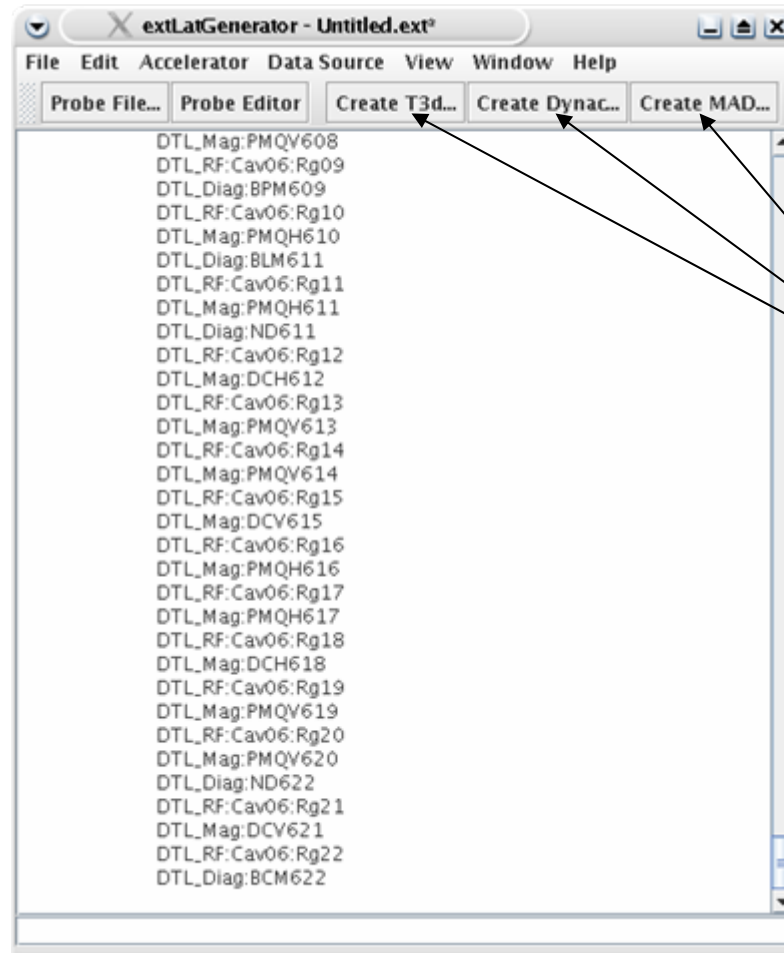 extLatGenerator - Untitled.ext*
File Edit Accelerator Data Source View Window Help
Probe File... Probe Editor Create T3d... Create Dynac... Create MAD...
DTL_Mag:PMQV608
DTL_RF:Cav06:Rg09
DTL_Diag:BPM609
DTL_RF:Cav06:Rg10
DTL_Mag:PMQH610
DTL_Diag:BLM611
DTL_RF:Cav06:Rg11
DTL_Mag:PMQH611
DTL_Diag:ND611
DTL_RF:Cav06:Rg12
DTL_Mag:DCH612
DTL_RF:Cav06:Rg13
DTL_Mag:PMQV613
DTL_RF:Cav06:Rg14
DTL_Mag:PMQV614
DTL_RF:Cav06:Rg15
DTL_Mag:DCV615
DTL_RF:Cav06:Rg16
DTL_Mag:PMQH616
DTL_RF:Cav06:Rg17
DTL_Mag:PMQH617
DTL_RF:Cav06:Rg18
DTL_Mag:DCH618
DTL_RF:Cav06:Rg19
DTL_Mag:PMQV619
DTL_RF:Cav06:Rg20
DTL_Mag:PMQV620
DTL_Diag:ND622
DTL_RF:Cav06:Rg21
DTL_Mag:DCV621
DTL_RF:Cav06:Rg22
DTL_Diag:BCM622